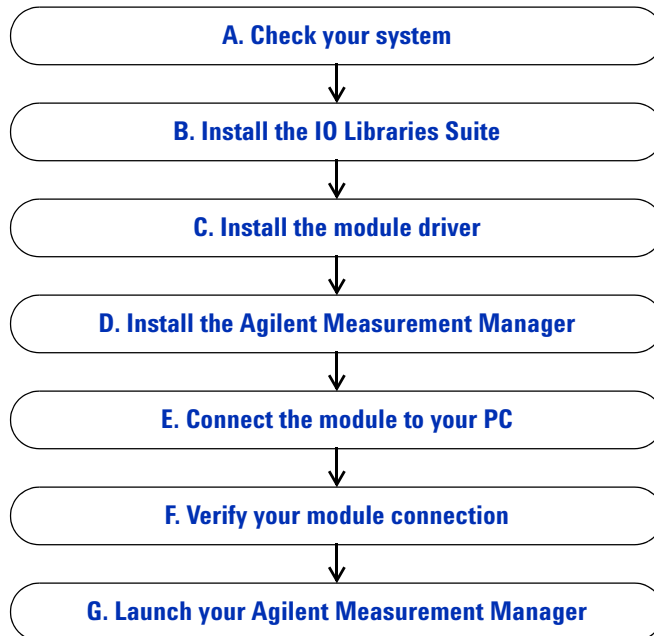 A. Check your system
B. Install the IO Libraries Suite
C. Install the module driver
D. Install the Agilent Measurement Manager
E. Connect the module to your PC
F. Verify your module connection
G. Launch your Agilent Measurement Manager